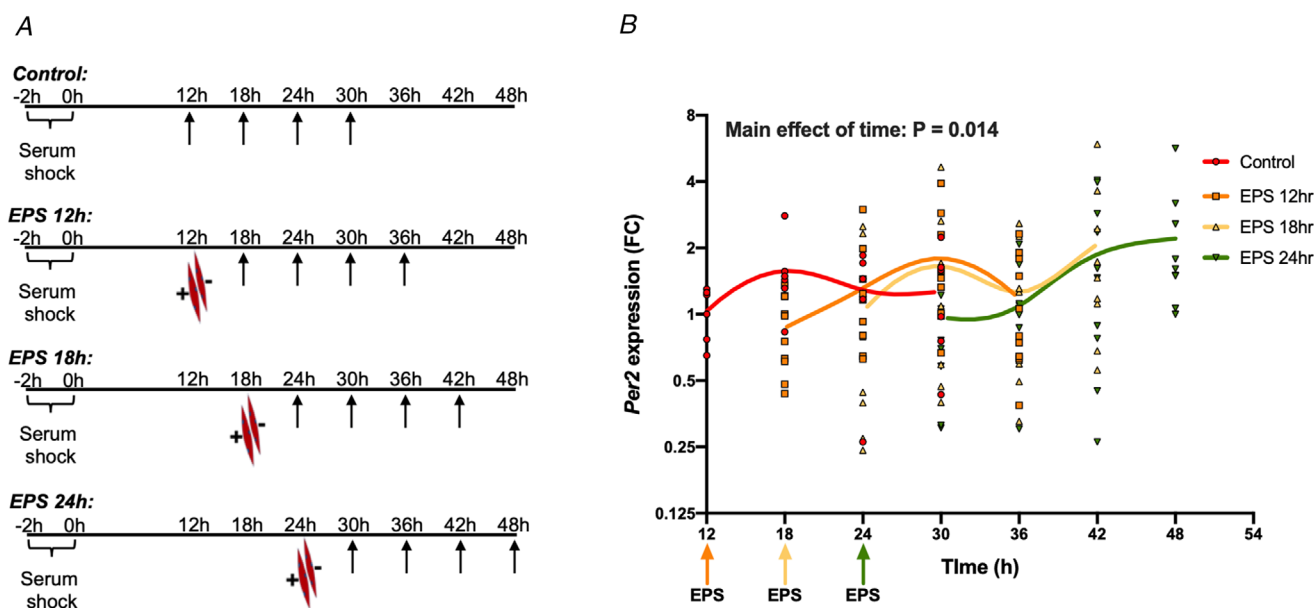 A
Control:
-2h 0h 12h 18h 24h 30h 36h 42h 48h
Serum
shock
EPS 12h:
-2h 0h 12h 18h 24h 30h 36h 42h 48h
+ -
Serum
shock
EPS 18h:
-2h 0h 12h 18h 24h 30h 36h 42h 48h
+ -
Serum
shock
EPS 24h:
-2h 0h 12h 18h 24h 30h 36h 42h 48h
+ -
Serum
shock
B
Main effect of time: P = 0.014
Per2 expression (FC)
8
4
2
1
0.5
0.25
0.125
12 18 24 30 36 42 48 54
TIme (h)
EPS EPS EPS
Control
EPS 12hr
EPS 18hr
EPS 24hr